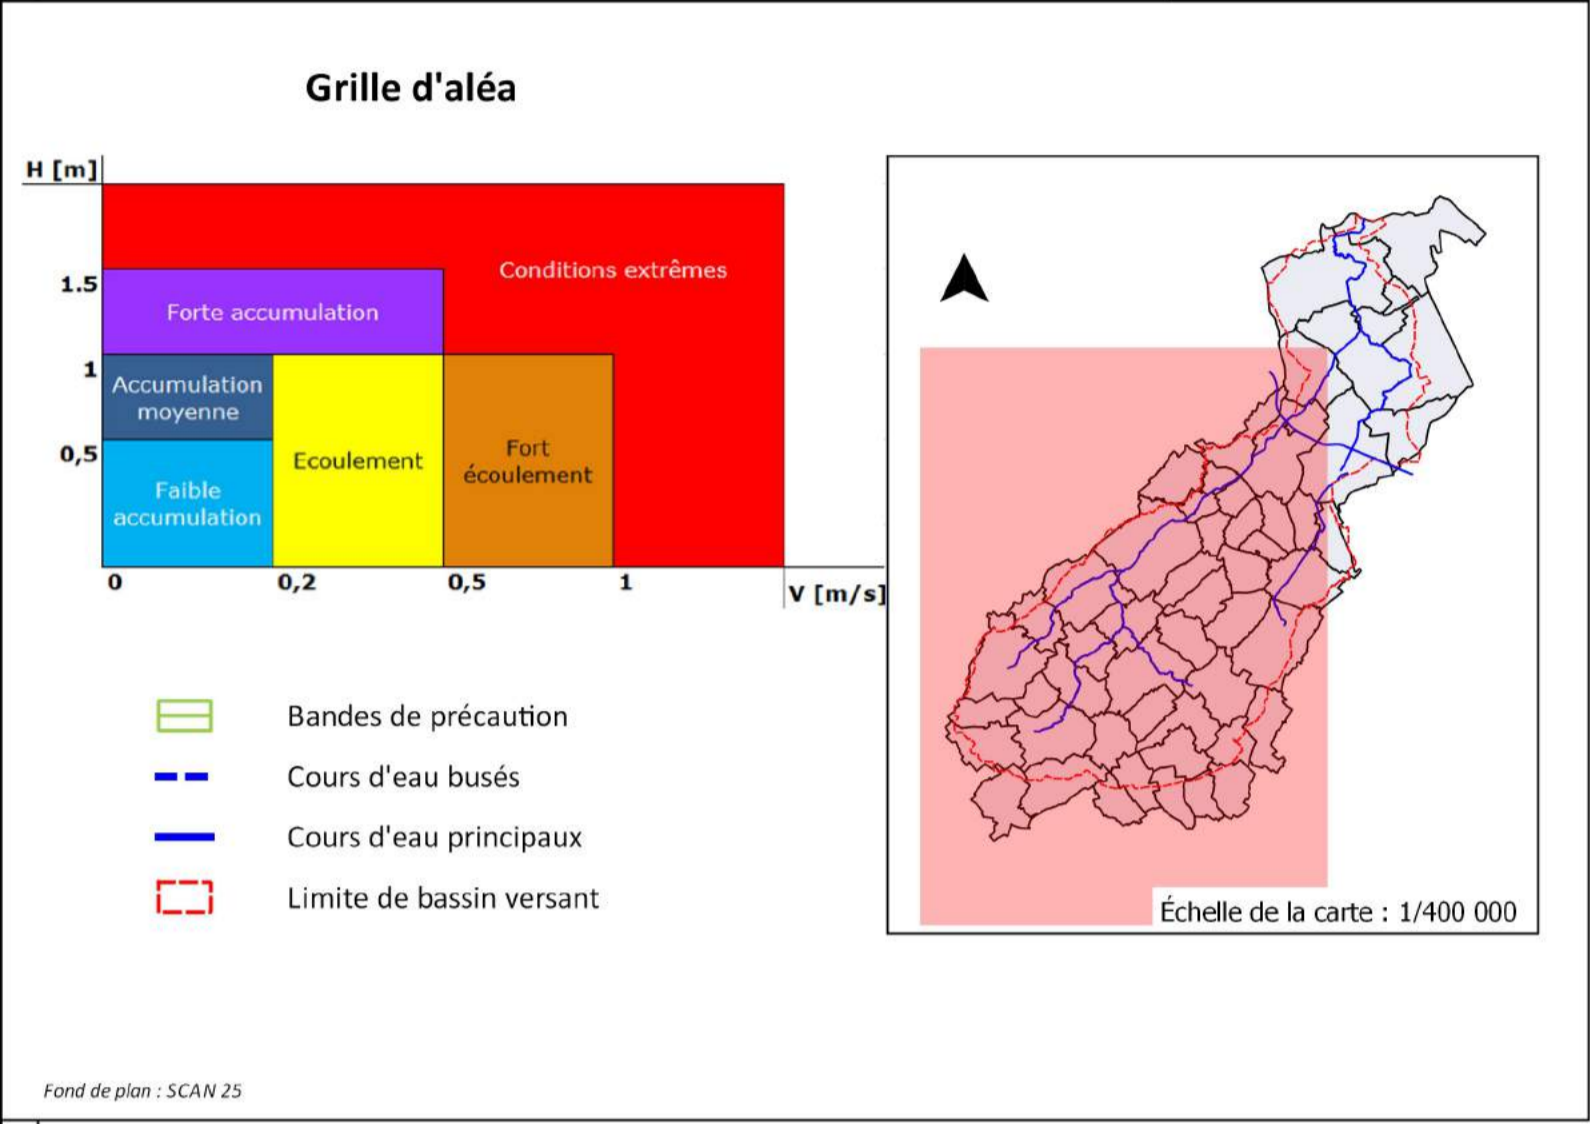 Grille d'aléa
H [m]
1.5
1
0,5
Conditions extrêmes
Forte accumulation
Accumulation
moyenne
Faible
accumulation
Ecoulement
Fort
écoulement
0
0,2
0,5
1
V [m/s]
Bandes de précaution
Cours d'eau busés
Cours d'eau principaux
Limite de bassin versant
Échelle de la carte : 1/400 000
Fond de plan : SCAN 25